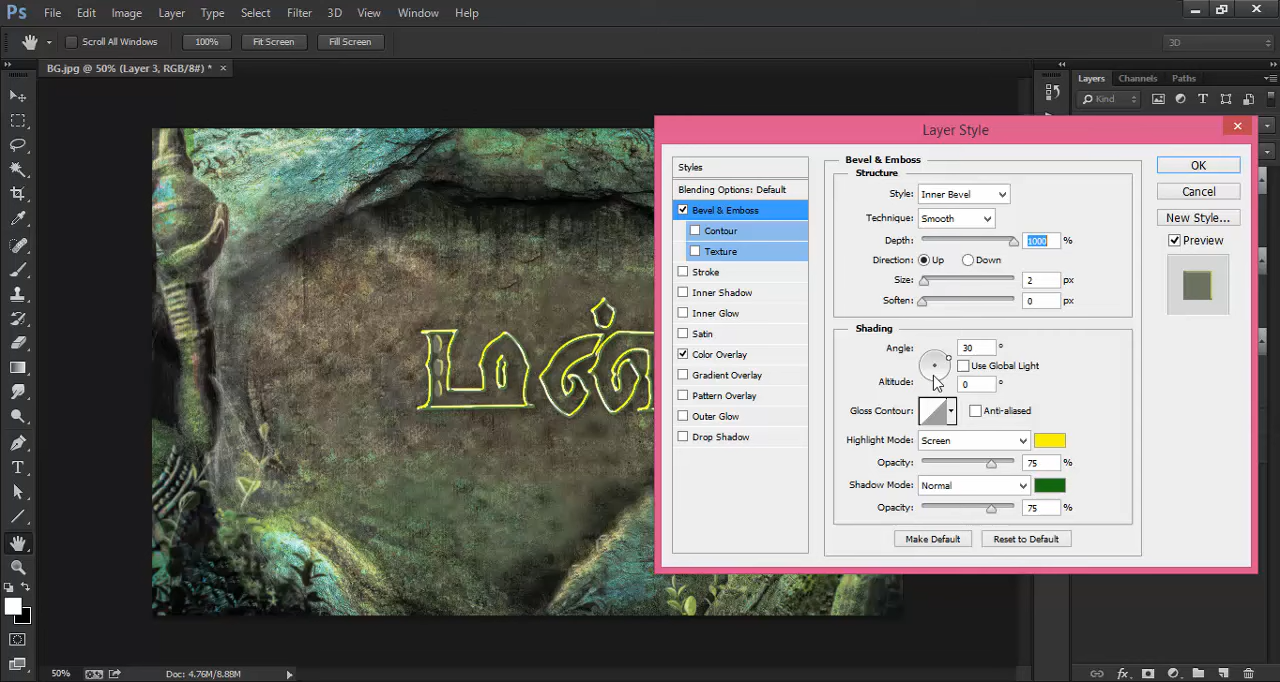 Ps File Edit Image Layer Type Select Filter 3D View Window Help
Scroll All Windows 100% Fit Screen Fill Screen 3D
BG.jpg @ 50% (Layer 3, RGB/8#) * ×
Layers Channels Paths
Kind
Layer Style
Styles
Blending Options: Default
Bevel & Emboss
Contour
Texture
Stroke
Inner Shadow
Inner Glow
Satin
Color Overlay
Gradient Overlay
Pattern Overlay
Outer Glow
Drop Shadow
Bevel & Emboss
Structure
Style: Inner Bevel
Technique: Smooth
Depth: 1000 %
Direction: Up Down
Size: 2 px
Soften: 0 px
Shading
Angle: 30 °
Use Global Light
Altitude: 0 °
Gloss Contour: Anti-aliased
Highlight Mode: Screen
Opacity: 75 %
Shadow Mode: Normal
Opacity: 75 %
Make Default Reset to Default
OK
Cancel
New Style...
Preview
50% Doc: 4.76M/8.88M